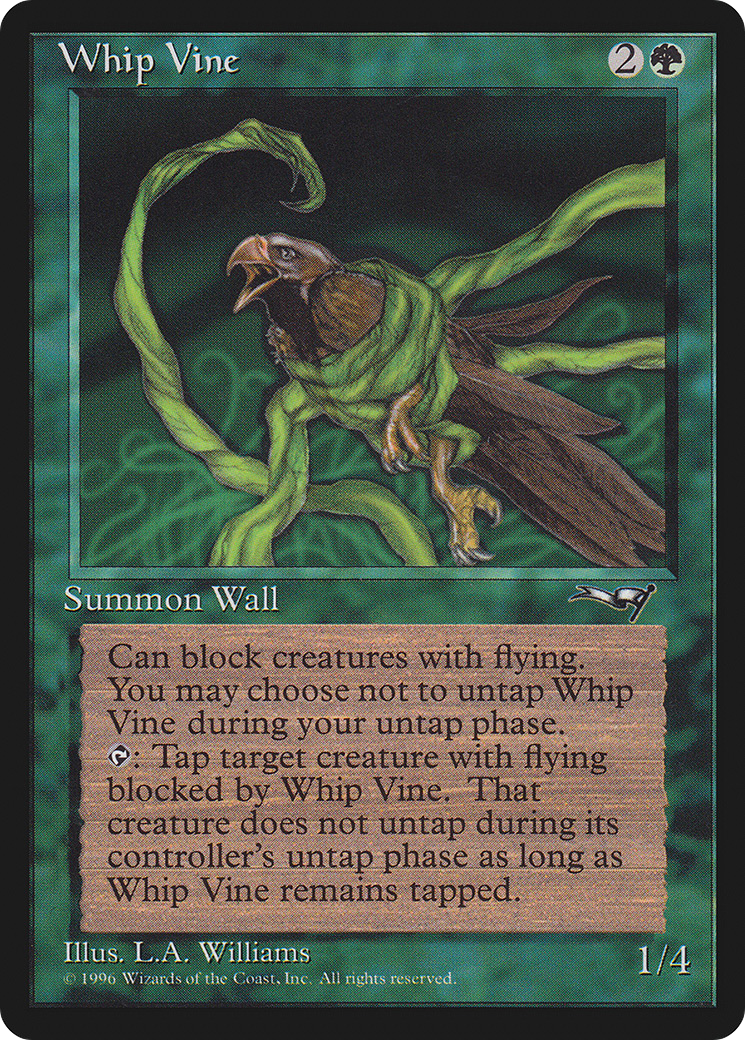 Whip Vine
2
Summon Wall
Can block creatures with flying.
You may choose not to untap Whip
Vine during your untap phase.
: Tap target creature with flying
blocked by Whip Vine. That
creature does not untap during its
controller's untap phase as long as
Whip Vine remains tapped.
Illus. L.A. Williams
1/4
© 1996 Wizards of the Coast, Inc. All rights reserved.